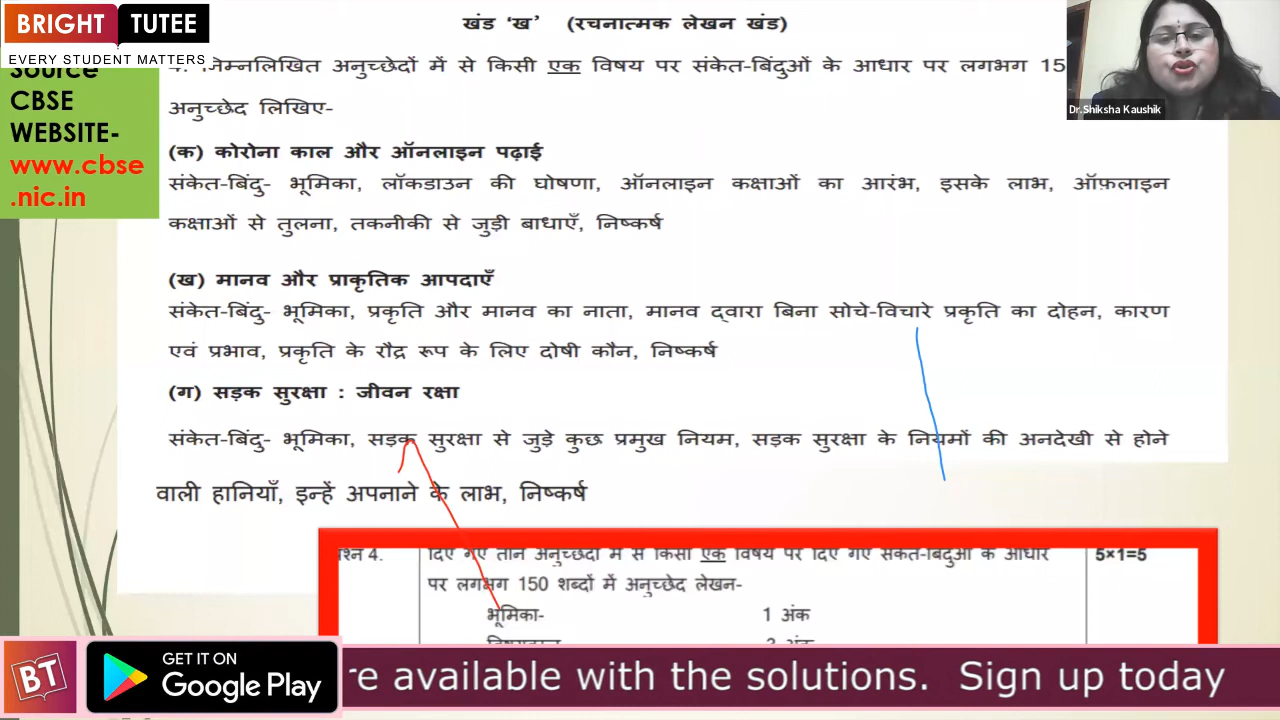 BRIGHT TUTEE
EVERY STUDENT MATTERS
Source
CBSE
WEBSITE-
www.cbse
.nic.in
खंड ‘ख’ (रचनात्मक लेखन खंड)
निम्नलिखित अनुच्छेदों में से किसी एक विषय पर संकेत-बिंदुओं के आधार पर लगभग 15
अनुच्छेद लिखिए-
(क) कोरोना काल और ऑनलाइन पढ़ाई
संकेत-बिंदु- भूमिका, लॉकडाउन की घोषणा, ऑनलाइन कक्षाओं का आरंभ, इसके लाभ, ऑफ़लाइन
कक्षाओं से तुलना, तकनीकी से जुड़ी बाधाएँ, निष्कर्ष
(ख) मानव और प्राकृतिक आपदाएँ
संकेत-बिंदु- भूमिका, प्रकृति और मानव का नाता, मानव द्वारा बिना सोचे-विचारे प्रकृति का दोहन, कारण
एवं प्रभाव, प्रकृति के रौद्र रूप के लिए दोषी कौन, निष्कर्ष
(ग) सड़क सुरक्षा : जीवन रक्षा
संकेत-बिंदु- भूमिका, सड़क सुरक्षा से जुड़े कुछ प्रमुख नियम, सड़क सुरक्षा के नियमों की अनदेखी से होने
वाली हानियाँ, इन्हें अपनाने के लाभ, निष्कर्ष
प्रश्न 4. दिए गए तीन अनुच्छेदों में से किसी एक विषय पर दिए गए संकेत-बिंदुओं के आधार 5×1=5
पर लगभग 150 शब्दों में अनुच्छेद लेखन-
भूमिका- 1 अंक
Dr.Shiksha Kaushik
BT
GET IT ON
Google Play
re available with the solutions. Sign up today